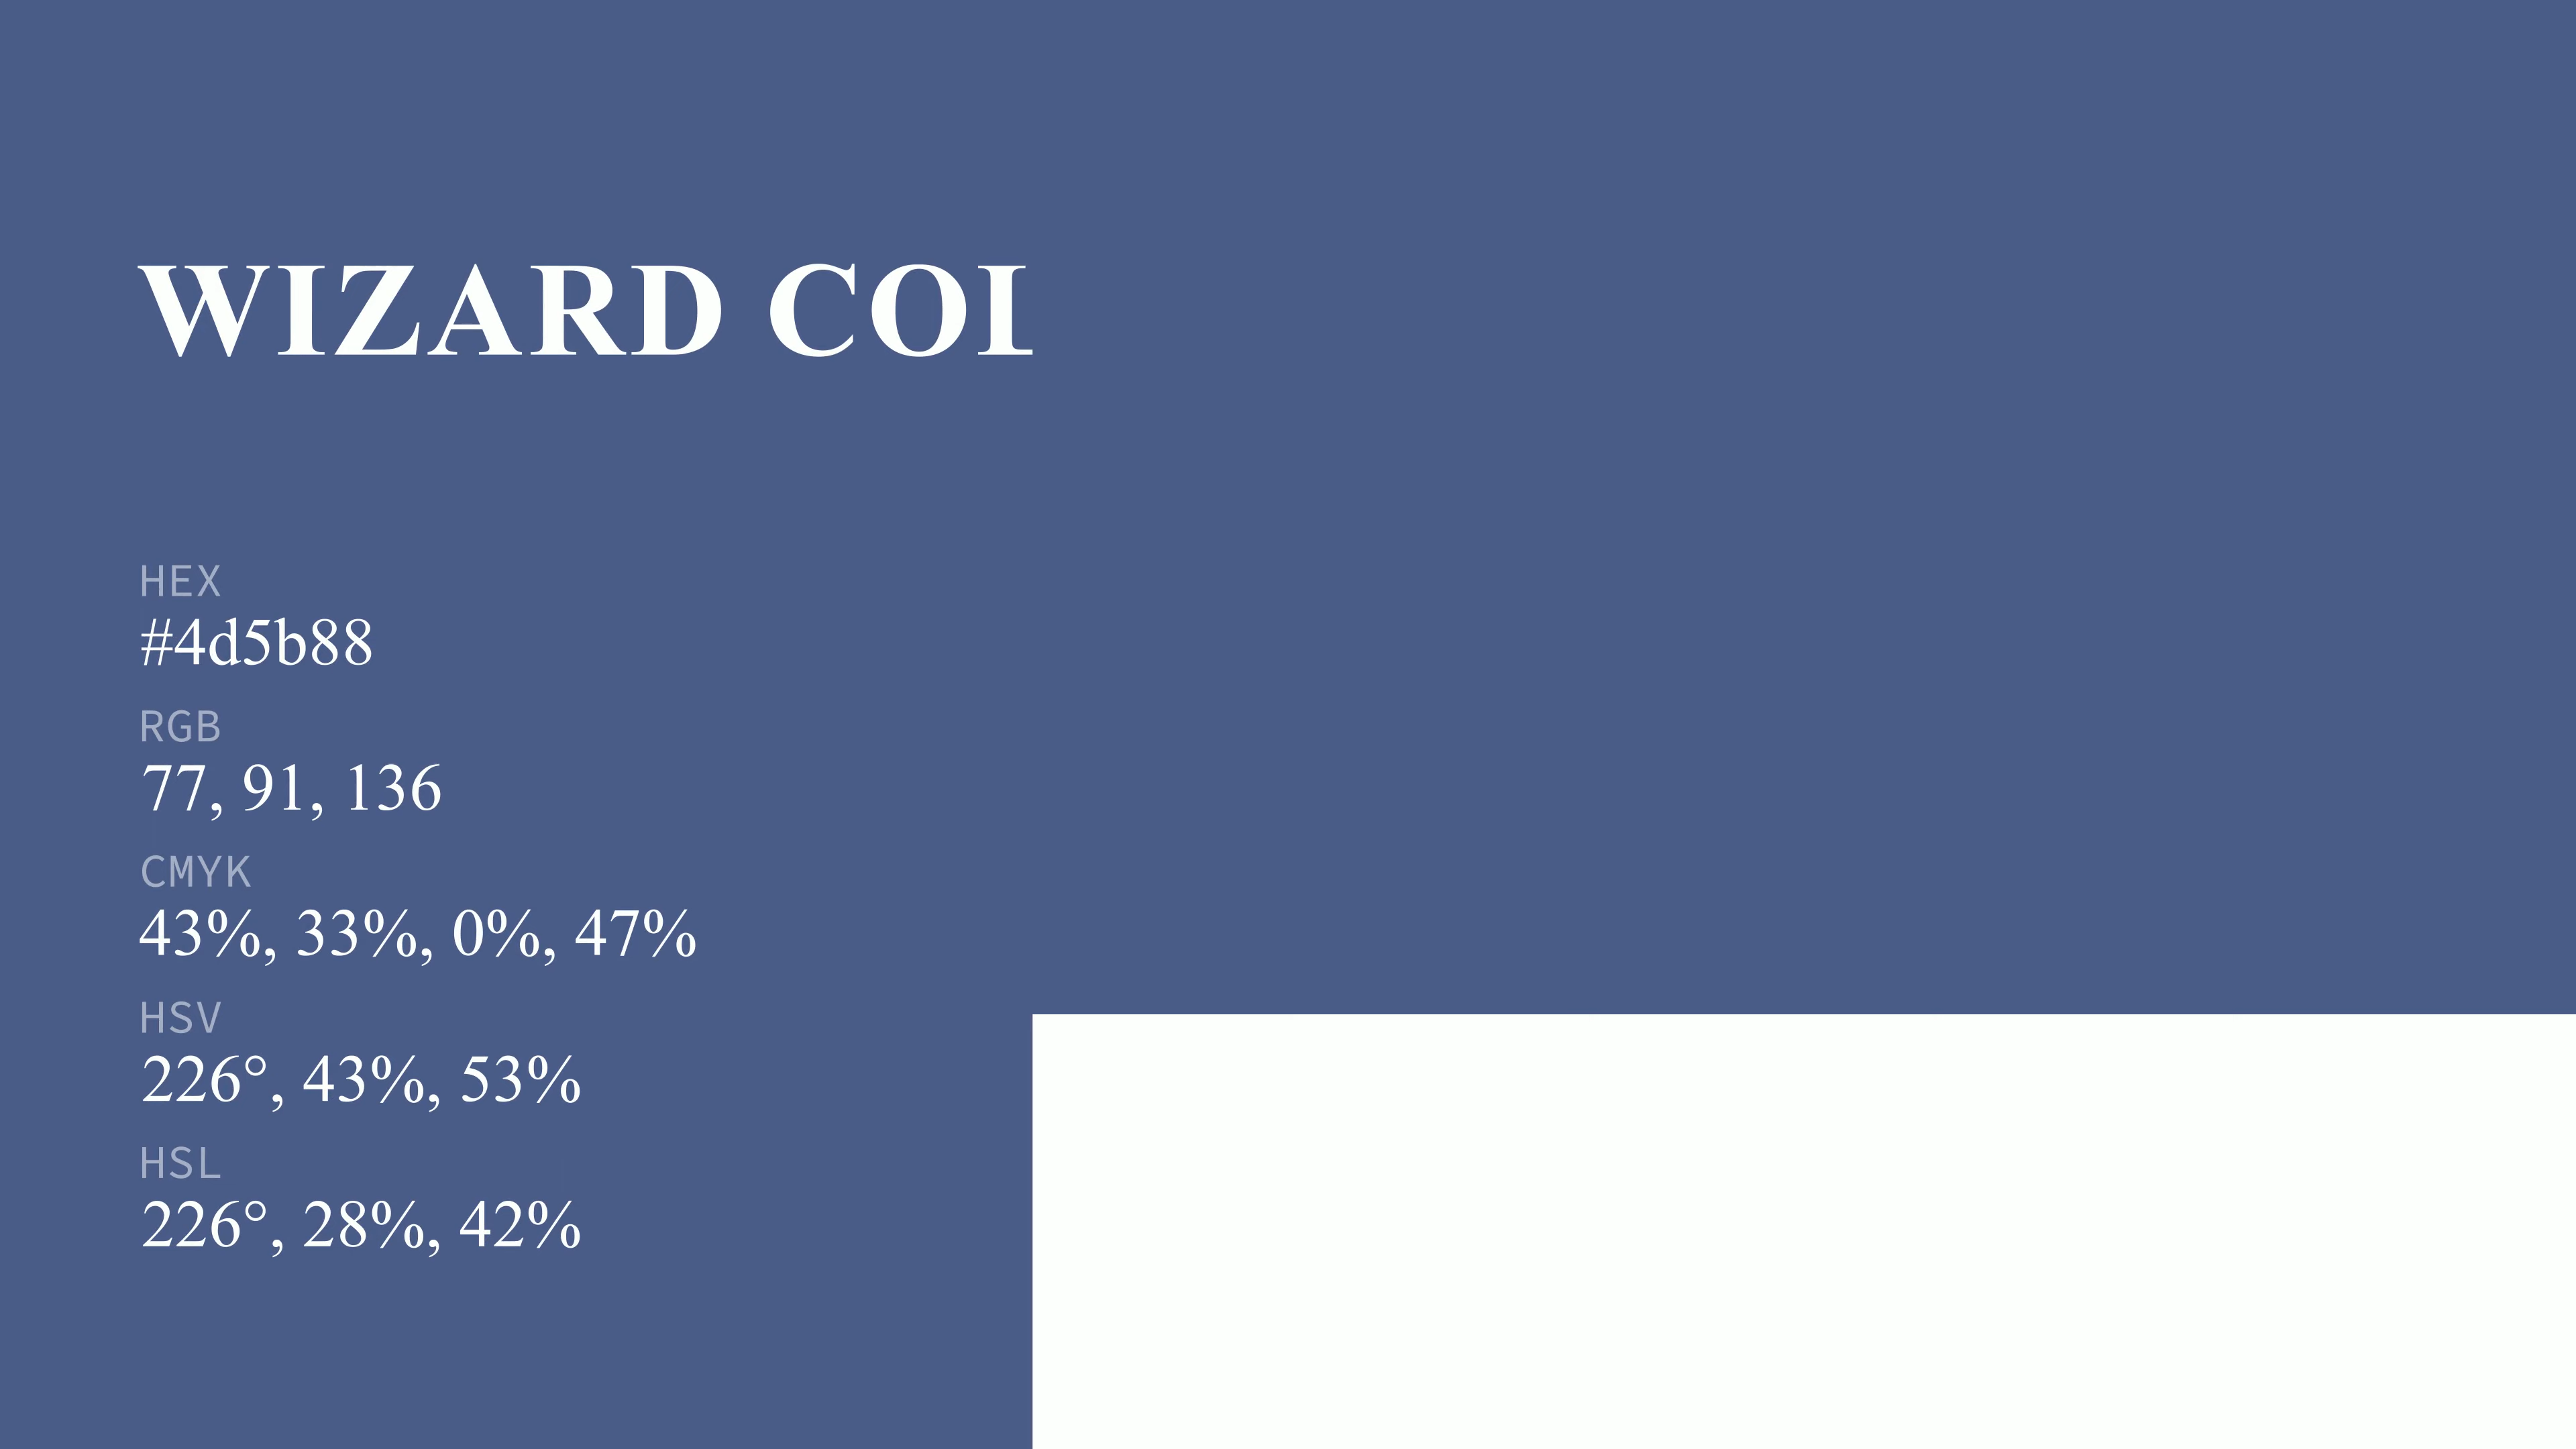 WIZARD COL
HEX
#4d5b88
RGB
77, 91, 136
CMYK
43%, 33%, 0%, 47%
HSV
226°, 43%, 53%
HSL
226°, 28%, 42%